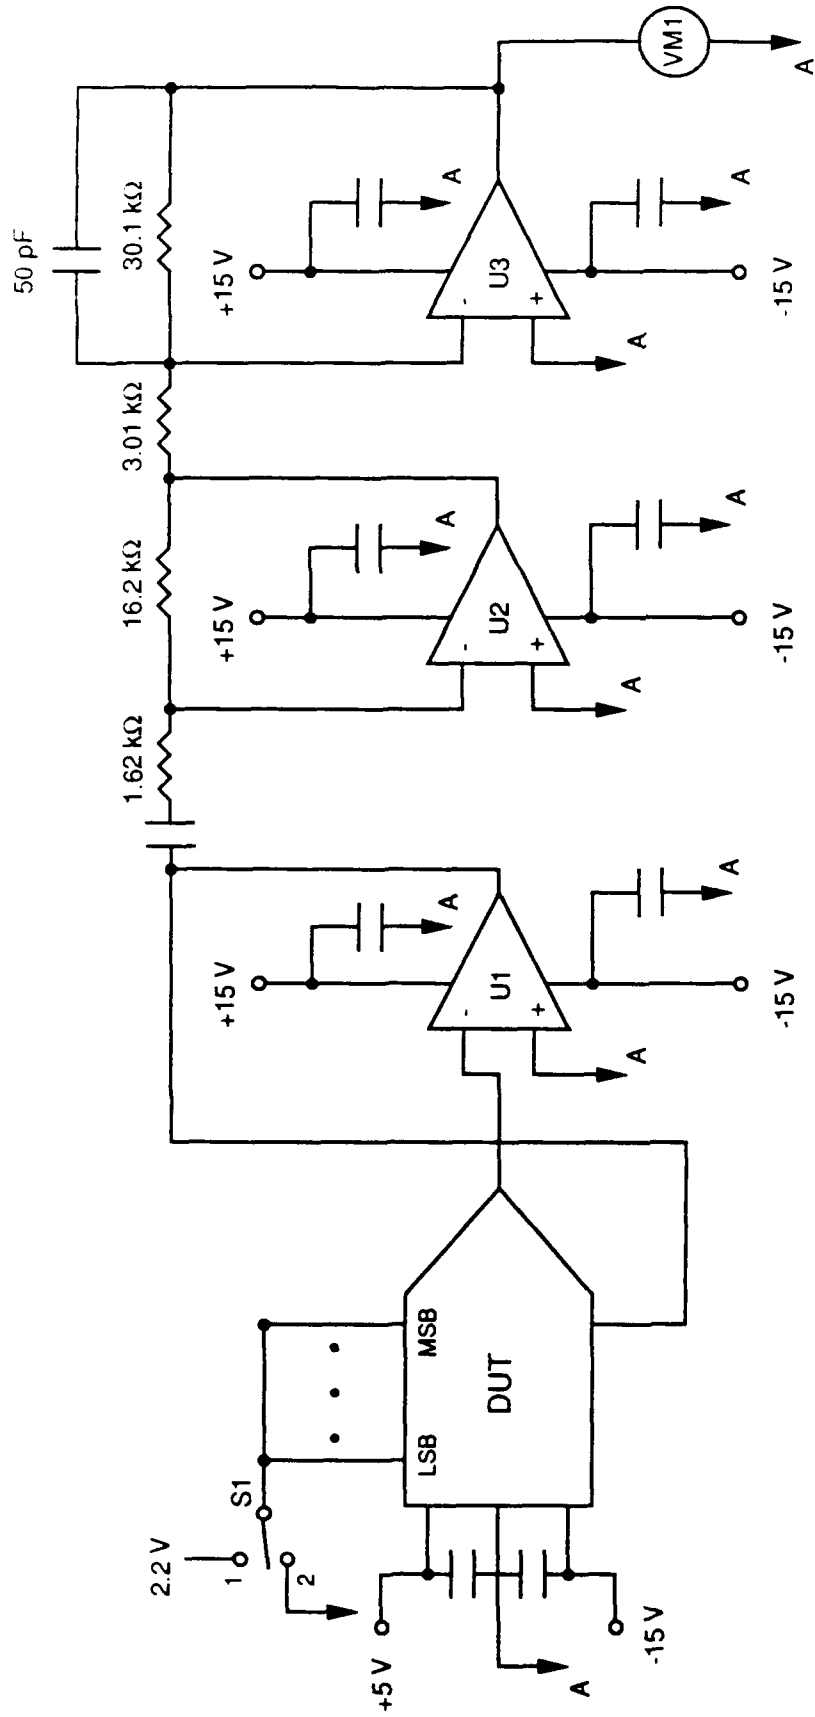 50 pF
30.1 kΩ
3.01 kΩ
16.2 kΩ
1.62 kΩ
VM1
A
+15 V
A
-
U3
+
A
A
-15 V
+15 V
A
-
U2
+
A
A
-15 V
+15 V
A
-
U1
+
A
A
-15 V
2.2 V
1
2
S1
LSB
MSB
DUT
+5 V
A
-15 V